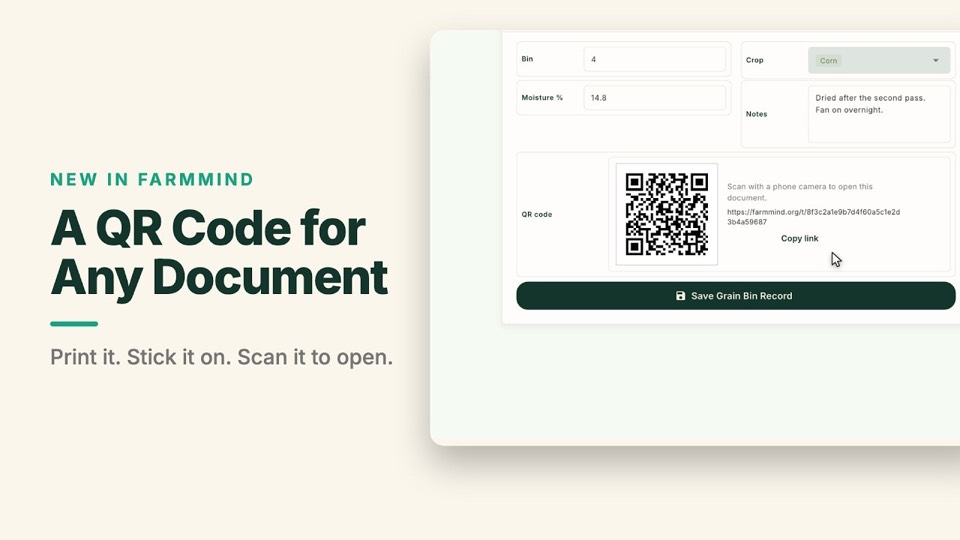 NEW IN FARMMIND
A QR Code for
Any Document
Print it. Stick it on. Scan it to open.
Bin
4
Crop
Corn
Moisture %
14.8
Notes
Dried after the second pass.
Fan on overnight.
QR code
Scan with a phone camera to open this
document.
https://farmmind.org/t/8f3c2a1e9b7d4f60a5c1e2d
3b4a59687
Copy link
Save Grain Bin Record